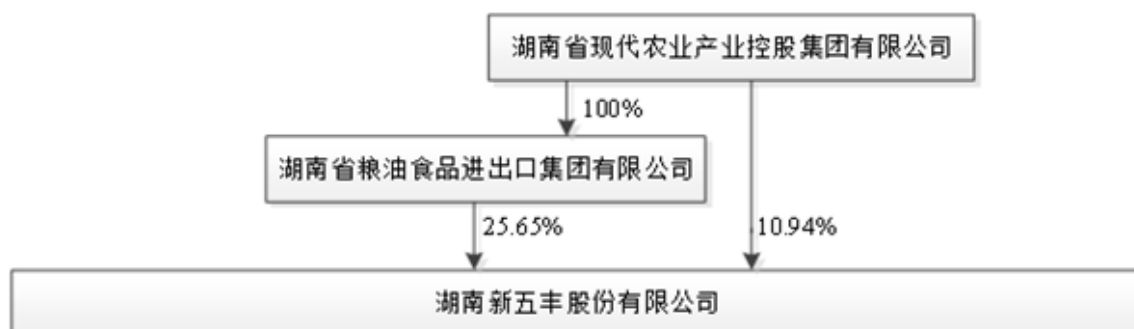 湖南省现代农业产业控股集团有限公司
100%
湖南省粮油食品进出口集团有限公司
25.65%
10.94%
湖南新五丰股份有限公司